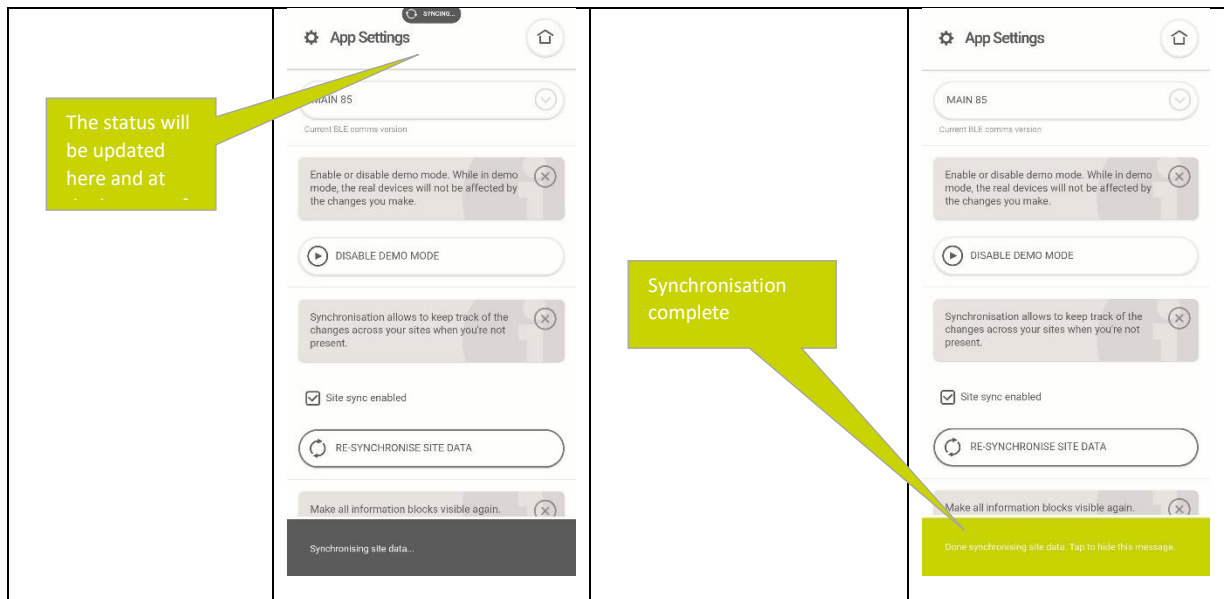 The status will
be updated
here and at
SYNCING...
App Settings
MAIN 85
Current BLE comms version
Enable or disable demo mode. While in demo
mode, the real devices will not be affected by
the changes you make.
DISABLE DEMO MODE
Synchronisation allows to keep track of the
changes across your sites when you're not
present.
Site sync enabled
RE-SYNCHRONISE SITE DATA
Make all information blocks visible again.
Synchronising site data...
Synchronisation
complete
App Settings
MAIN 85
Current BLE comms version
Enable or disable demo mode. While in demo
mode, the real devices will not be affected by
the changes you make.
DISABLE DEMO MODE
Synchronisation allows to keep track of the
changes across your sites when you're not
present.
Site sync enabled
RE-SYNCHRONISE SITE DATA
Make all information blocks visible again.
Done synchronising site data. Tap to hide this message.